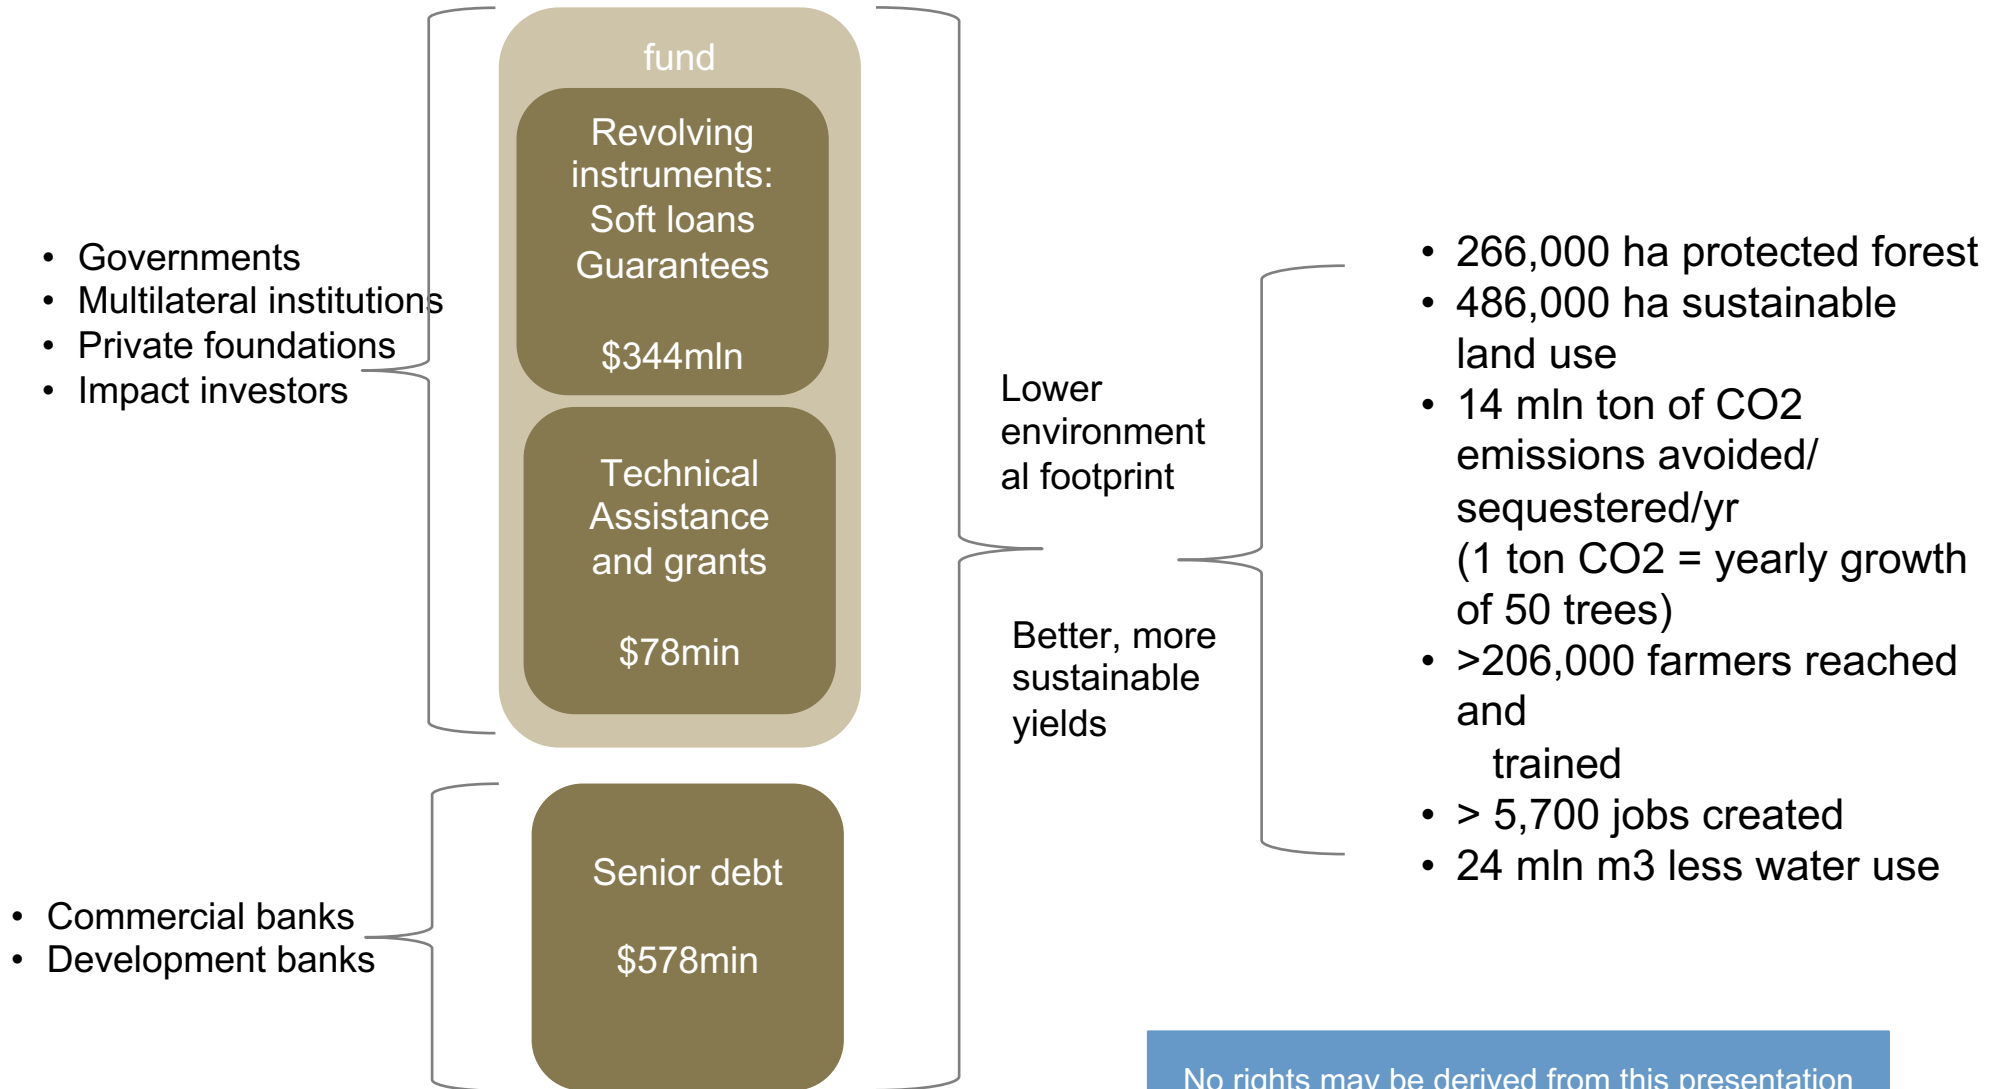 fund
Revolving
instruments:
Soft loans
Guarantees
$344mln
Technical
Assistance
and grants
$78min
Senior debt
$578min
• Governments
• Multilateral institutions
• Private foundations
• Impact investors
• Commercial banks
• Development banks
Lower
environment
al footprint
Better, more
sustainable
yields
• 266,000 ha protected forest
• 486,000 ha sustainable
land use
• 14 mln ton of CO2
emissions avoided/
sequestered/yr
(1 ton CO2 = yearly growth
of 50 trees)
• >206,000 farmers reached
and
trained
• > 5,700 jobs created
• 24 mln m3 less water use
No rights may be derived from this presentation